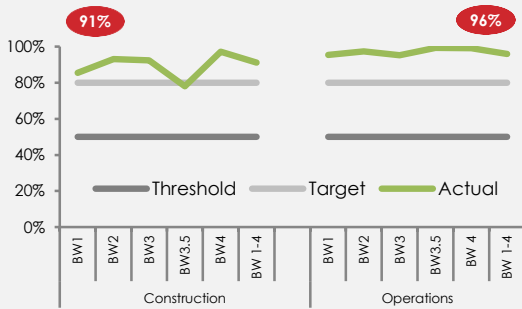 91%
96%
100%
80%
60%
40%
20%
0%
Threshold Target Actual
BW1 BW2 BW3 BW3.5 BW4 BW 1-4 BW1 BW2 BW3 BW3.5 BW 4 BW 1-4
Construction Operations